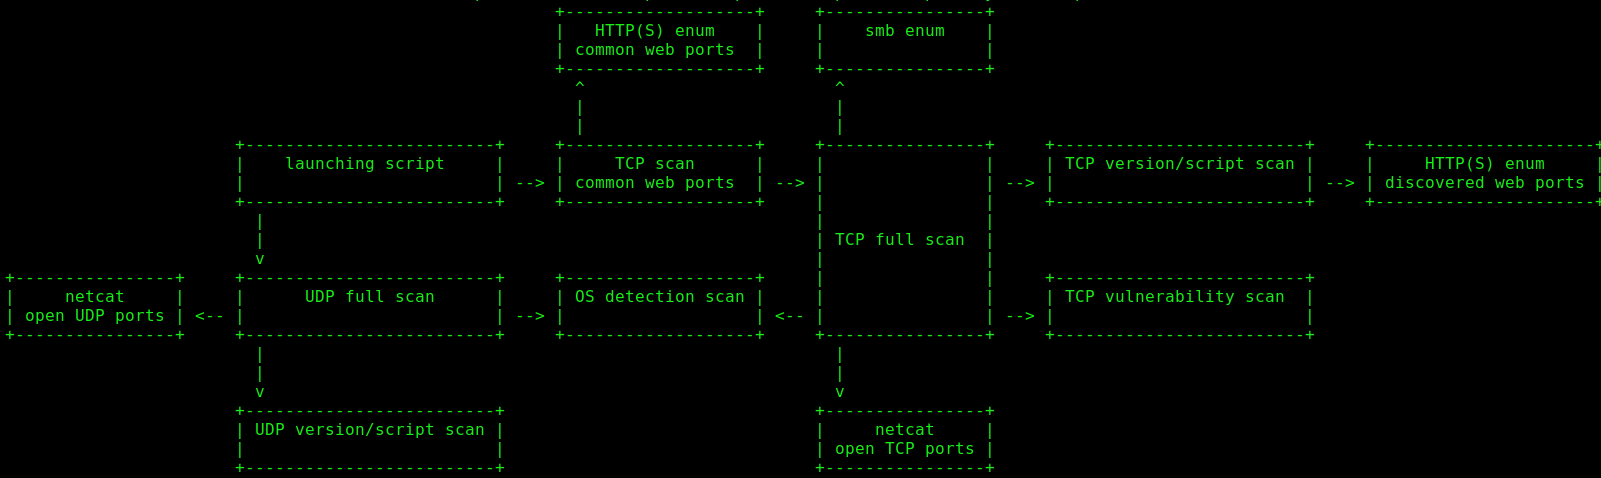 +-------------------+     +----------------+
|   HTTP(S) enum    |     |    smb enum    |
| common web ports  |     |                |
+-------------------+     +----------------+
  ^                         ^
  |                         |
  |                         |
+-------------------------+     +-------------------+     +----------------+     +-------------------------+     +----------------------+
|    launching script     |     |     TCP scan      |     |                |     | TCP version/script scan |     |     HTTP(S) enum     |
|                         | --> | common web ports  | --> |                | --> |                         | --> | discovered web ports |
+-------------------------+     +-------------------+     |                |     +-------------------------+     +----------------------+
  |                                                       |                |
  |                                                       | TCP full scan  |
  v                                                       |                |
+----------------+     +-------------------------+     +-------------------+     |                |     +-------------------------+
|     netcat     |     |      UDP full scan      |     | OS detection scan |     |                |     | TCP vulnerability scan  |
| open UDP ports | <-- |                         | --> |                   | <-- |                | --> |                         |
+----------------+     +-------------------------+     +-------------------+     +----------------+     +-------------------------+
  |                                                         |
  |                                                         |
  v                                                         v
+-------------------------+                               +----------------+
| UDP version/script scan |                               |     netcat     |
|                         |                               | open TCP ports |
+-------------------------+                               +----------------+